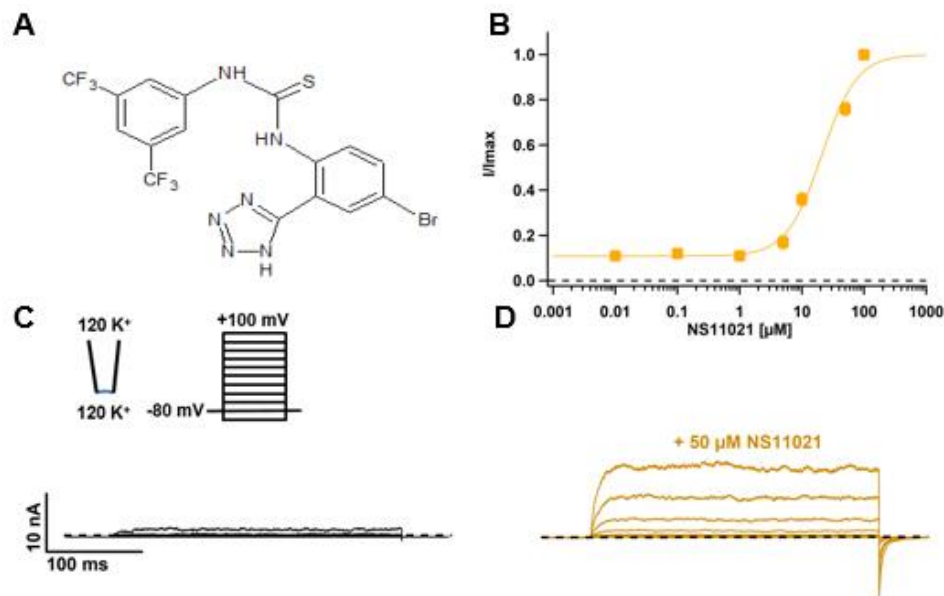 A
CF₃
NH
S
HN
CF₃
N
N
N
N
H
Br
B
1.0
0.8
0.6
0.4
0.2
0.0
I/Imax
0.001 0.01 0.1 1 10 100 1000
NS11021 [µM]
C
120 K⁺
120 K⁺
+100 mV
-80 mV
10 nA
100 ms
D
+ 50 µM NS11021